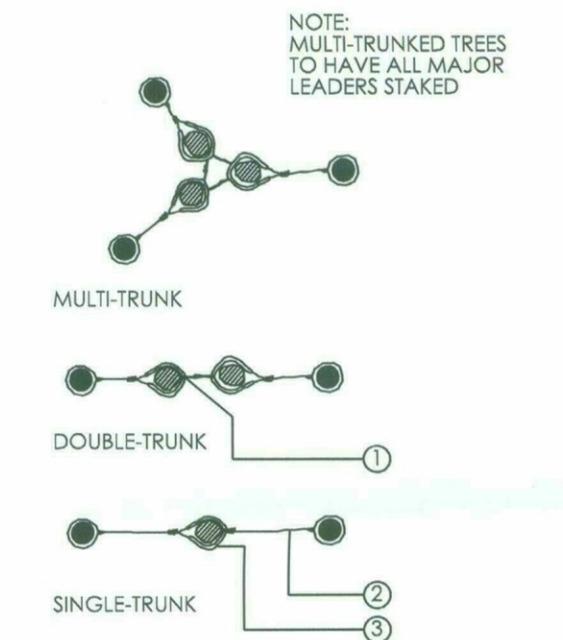 NOTE:
MULTI-TRUNKED TREES
TO HAVE ALL MAJOR
LEADERS STAKED
MULTI-TRUNK
DOUBLE-TRUNK
1
SINGLE-TRUNK
2
3